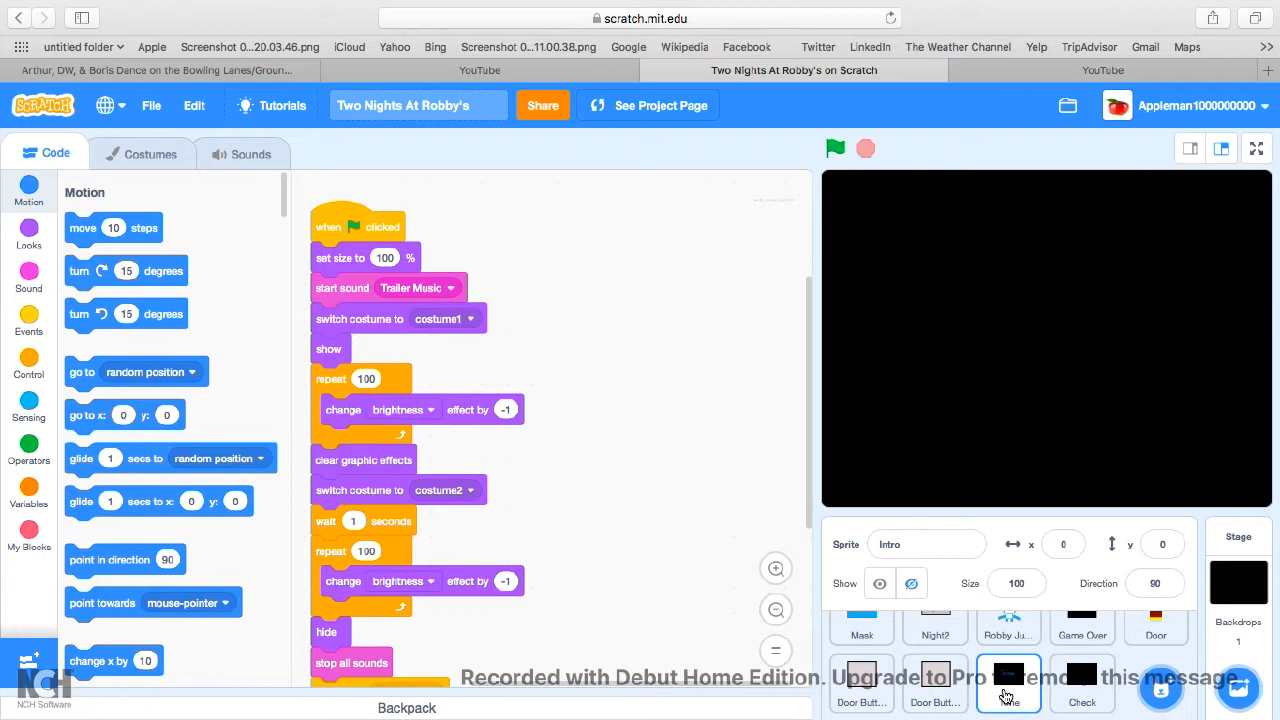 scratch.mit.edu
untitled folder Apple Screenshot 0...20.03.46.png iCloud Yahoo Bing Screenshot 0...11.00.38.png Google Wikipedia Facebook Twitter LinkedIn The Weather Channel Yelp TripAdvisor Gmail Maps >>
Arthur, DW, & Boris Dance on the Bowling Lanes/Groun... YouTube Two Nights At Robby's on Scratch YouTube
SCRATCH File Edit Tutorials Two Nights At Robby's Share See Project Page Appleman1000000000
Code Costumes Sounds
Motion
Looks
Sound
Events
Control
Sensing
Operators
Variables
My Blocks
Motion
move 10 steps
turn 15 degrees
turn 15 degrees
go to random position
go to x: 0 y: 0
glide 1 secs to random position
glide 1 secs to x: 0 y: 0
point in direction 90
point towards mouse-pointer
change x by 10
when clicked
set size to 100 %
start sound Trailer Music
switch costume to costume1
show
repeat 100
change brightness effect by -1
clear graphic effects
switch costume to costume2
wait 1 seconds
repeat 100
change brightness effect by -1
hide
stop all sounds
Backpack
Sprite Intro x 0 y 0
Show Size 100 Direction 90
Mask Night2 Robby Ju... Game Over Door
Door Butt... Door Butt... Check
Stage
Backdrops
1
Recorded with Debut Home Edition. Upgrade to Pro to remove this message
NCH
NCH Software